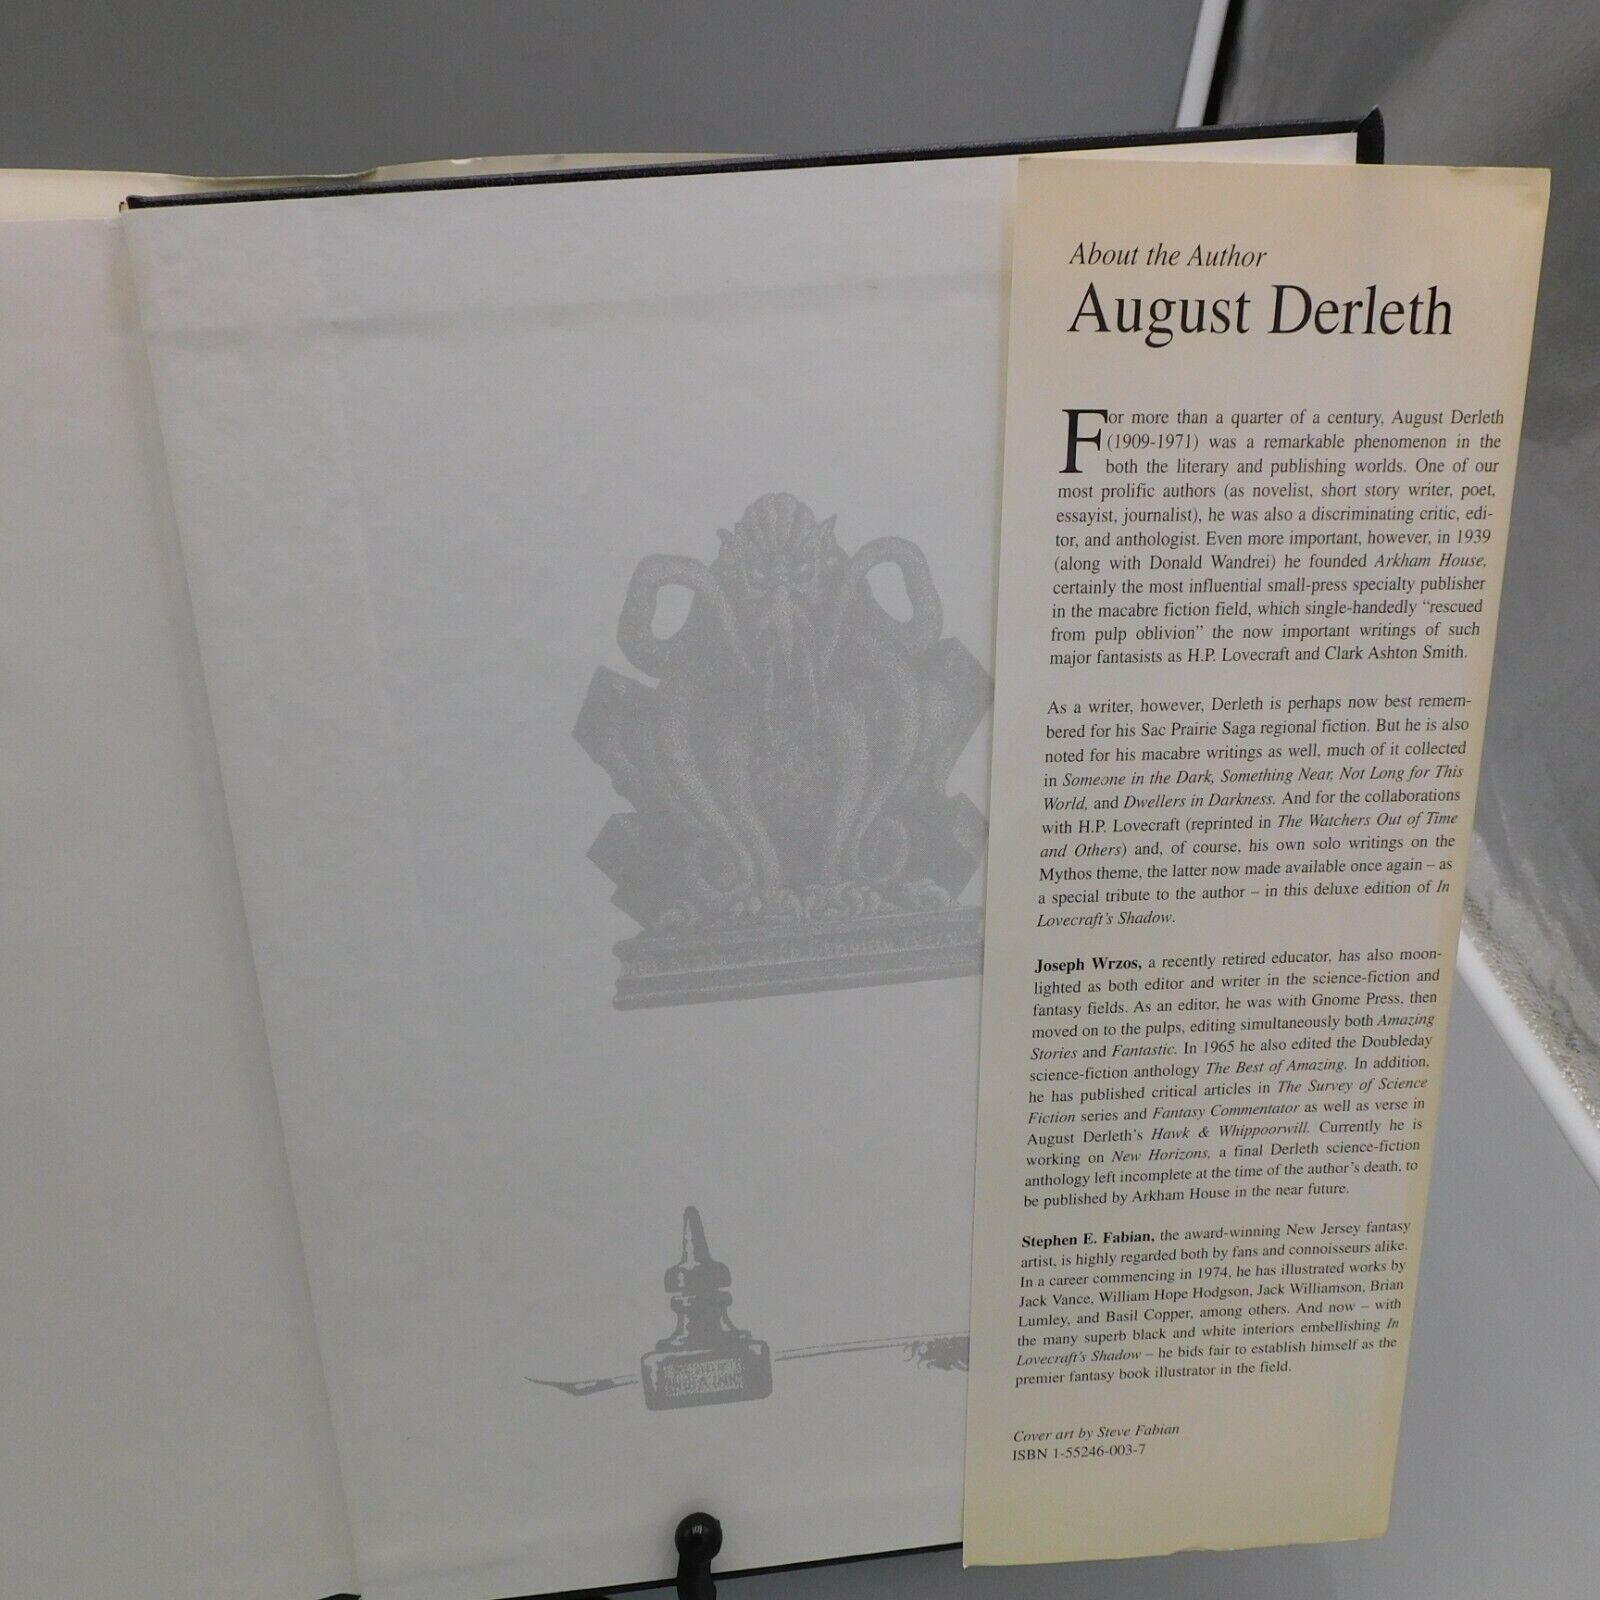 About the Author
August Derleth
For more than a quarter of a century, August Derleth
(1909-1971) was a remarkable phenomenon in the
both the literary and publishing worlds. One of our
most prolific authors (as novelist, short story writer, poet,
essayist, journalist), he was also a discriminating critic, edi-
tor, and anthologist. Even more important, however, in 1939
(along with Donald Wandrei) he founded Arkham House,
certainly the most influential small-press specialty publisher
in the macabre fiction field, which single-handedly “rescued
from pulp oblivion” the now important writings of such
major fantasists as H.P. Lovecraft and Clark Ashton Smith.
As a writer, however, Derleth is perhaps now best remem-
bered for his Sac Prairie Saga regional fiction. But he is also
noted for his macabre writings as well, much of it collected
in Someone in the Dark, Something Near, Not Long for This
World, and Dwellers in Darkness. And for the collaborations
with H.P. Lovecraft (reprinted in The Watchers Out of Time
and Others) and, of course, his own solo writings on the
Mythos theme, the latter now made available once again – as
a special tribute to the author – in this deluxe edition of In
Lovecraft's Shadow.
Joseph Wrzos, a recently retired educator, has also moon-
lighted as both editor and writer in the science-fiction and
fantasy fields. As an editor, he was with Gnome Press, then
moved on to the pulps, editing simultaneously both Amazing
Stories and Fantastic. In 1965 he also edited the Doubleday
science-fiction anthology The Best of Amazing. In addition,
he has published critical articles in The Survey of Science
Fiction series and Fantasy Commentator as well as verse in
August Derleth's Hawk & Whippoorwill. Currently he is
working on New Horizons, a final Derleth science-fiction
anthology left incomplete at the time of the author's death, to
be published by Arkham House in the near future.
Stephen E. Fabian, the award-winning New Jersey fantasy
artist, is highly regarded both by fans and connoisseurs alike.
In a career commencing in 1974, he has illustrated works by
Jack Vance, William Hope Hodgson, Jack Williamson, Brian
Lumley, and Basil Copper, among others. And now – with
the many superb black and white interiors embellishing In
Lovecraft's Shadow – he bids fair to establish himself as the
premier fantasy book illustrator in the field.
Cover art by Steve Fabian
ISBN 1-55246-003-7